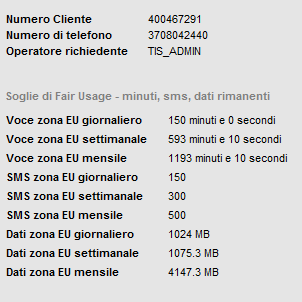 Numero Cliente 400467291
Numero di telefono 3708042440
Operatore richiedente TIS_ADMIN
Soglie di Fair Usage - minuti, sms, dati rimanenti
Voce zona EU giornaliero 150 minuti e 0 secondi
Voce zona EU settimanale 593 minuti e 10 secondi
Voce zona EU mensile 1193 minuti e 10 secondi
SMS zona EU giornaliero 150
SMS zona EU settimanale 300
SMS zona EU mensile 500
Dati zona EU giornaliero 1024 MB
Dati zona EU settimanale 1075.3 MB
Dati zona EU mensile 4147.3 MB